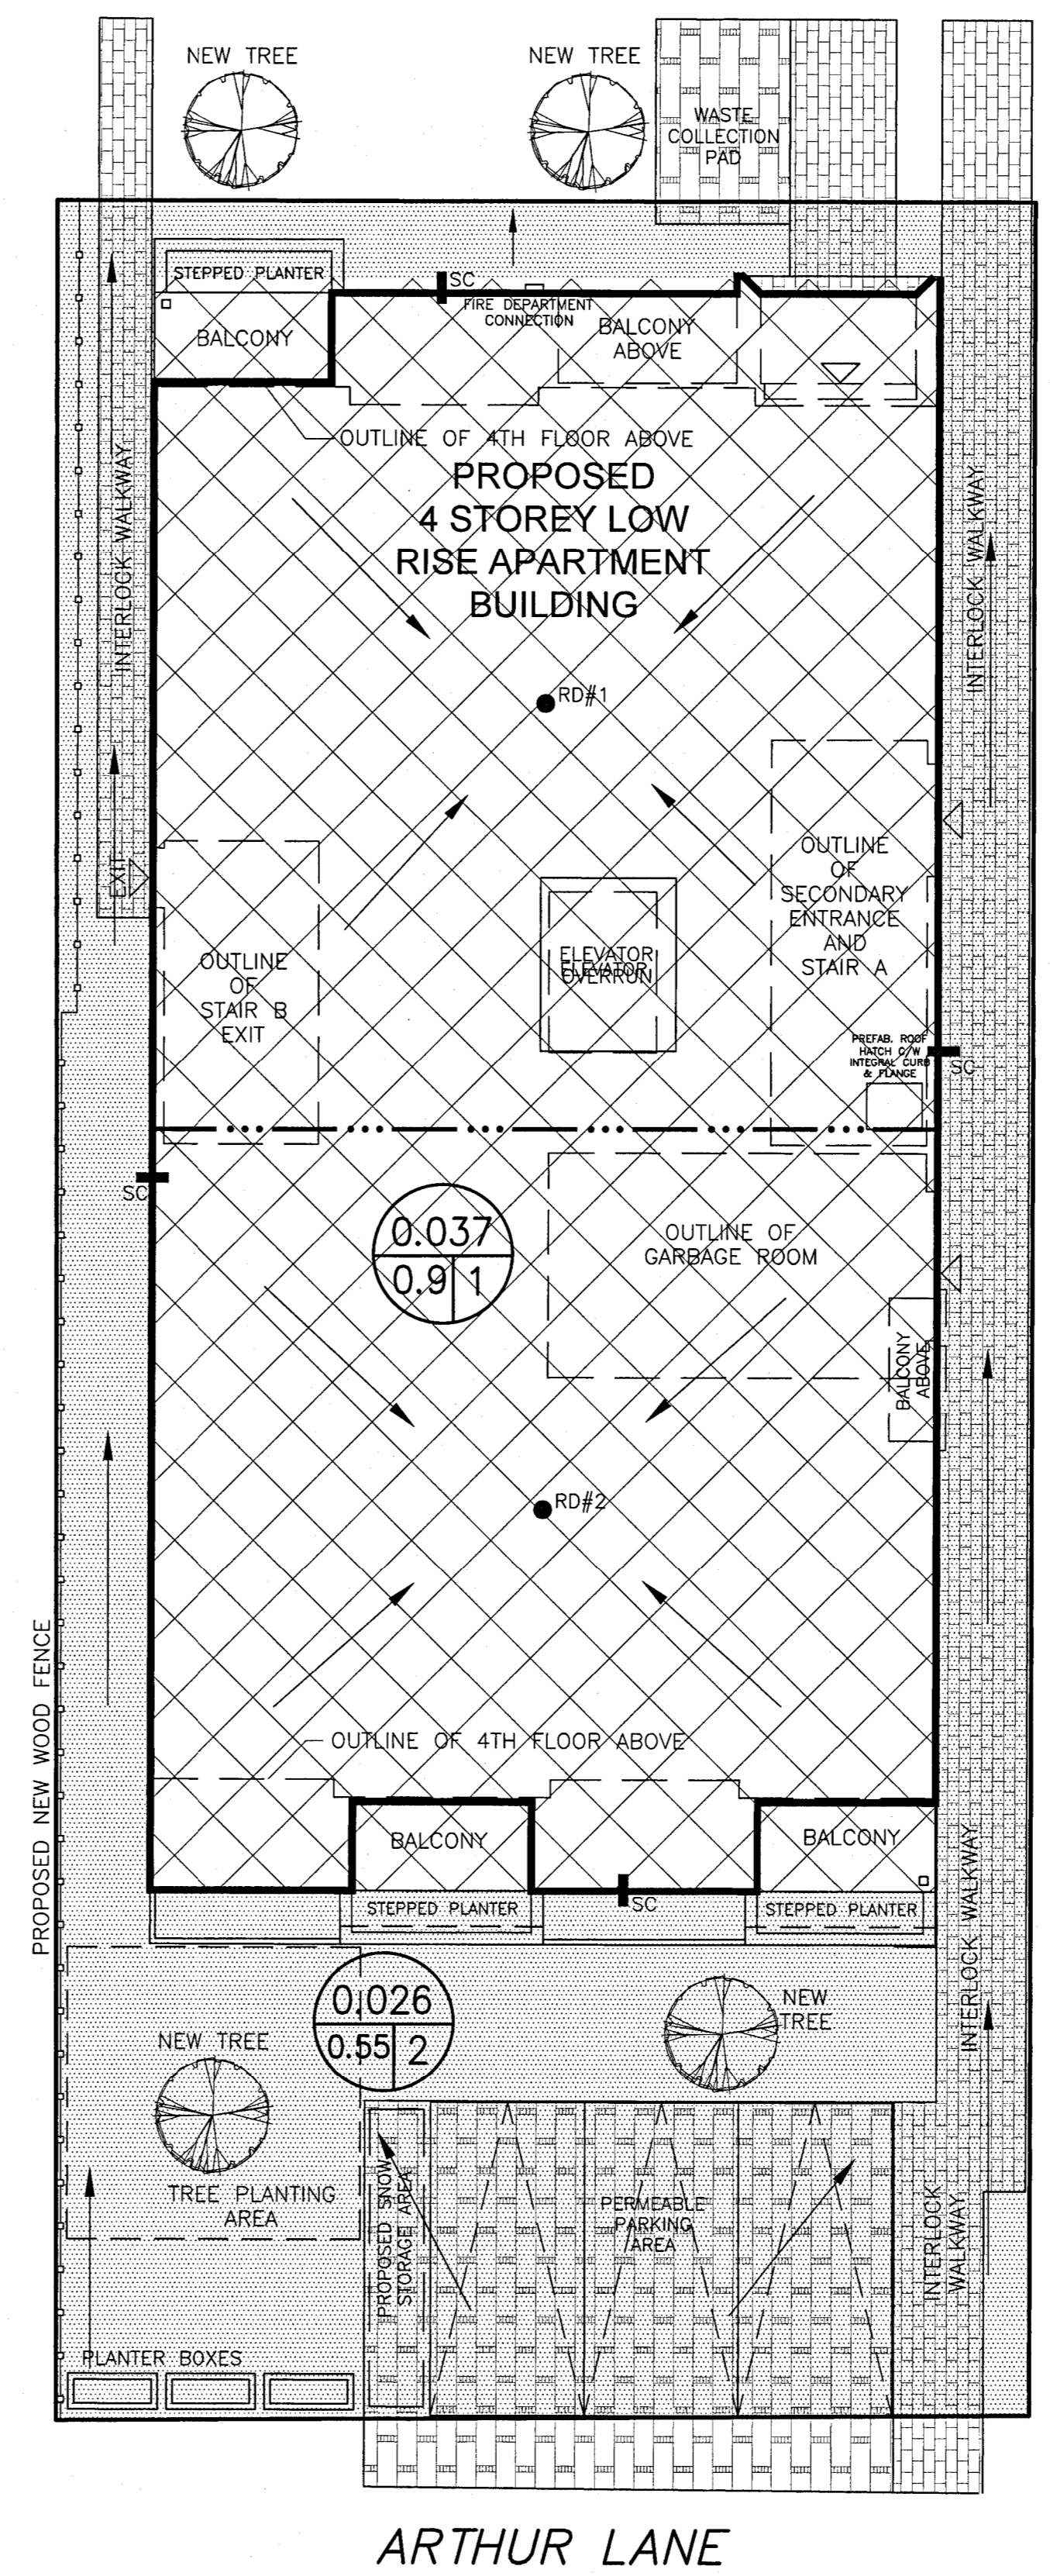 NEW TREE
NEW TREE
WASTE
COLLECTION
PAD
STEPPED PLANTER
SC
FIRE DEPARTMENT
CONNECTION
BALCONY
BALCONY
ABOVE
OUTLINE OF 4TH FLOOR ABOVE
PROPOSED
4 STOREY LOW
RISE APARTMENT
BUILDING
INTERLOCK WALKWAY
INTERLOCK WALKWAY
RD#1
EXIT
OUTLINE
OF
SECONDARY
ENTRANCE
AND
STAIR A
OUTLINE
OF
STAIR B
EXIT
ELEVATOR
ELEVATOR
OVERRUN
PREFAB. ROOF
HATCH C/W
INTEGRAL CURB
& FLANGE
SC
SC
0.037
0.9 1
OUTLINE OF
GARBAGE ROOM
BALCONY
ABOVE
RD#2
PROPOSED NEW WOOD FENCE
OUTLINE OF 4TH FLOOR ABOVE
BALCONY
BALCONY
INTERLOCK WALKWAY
SC
STEPPED PLANTER
STEPPED PLANTER
0.026
0.55 2
NEW
TREE
NEW TREE
TREE PLANTING
AREA
PROPOSED SNOW
STORAGE AREA
PERMEABLE
PARKING
AREA
INTERLOCK
WALKWAY
PLANTER BOXES
ARTHUR LANE